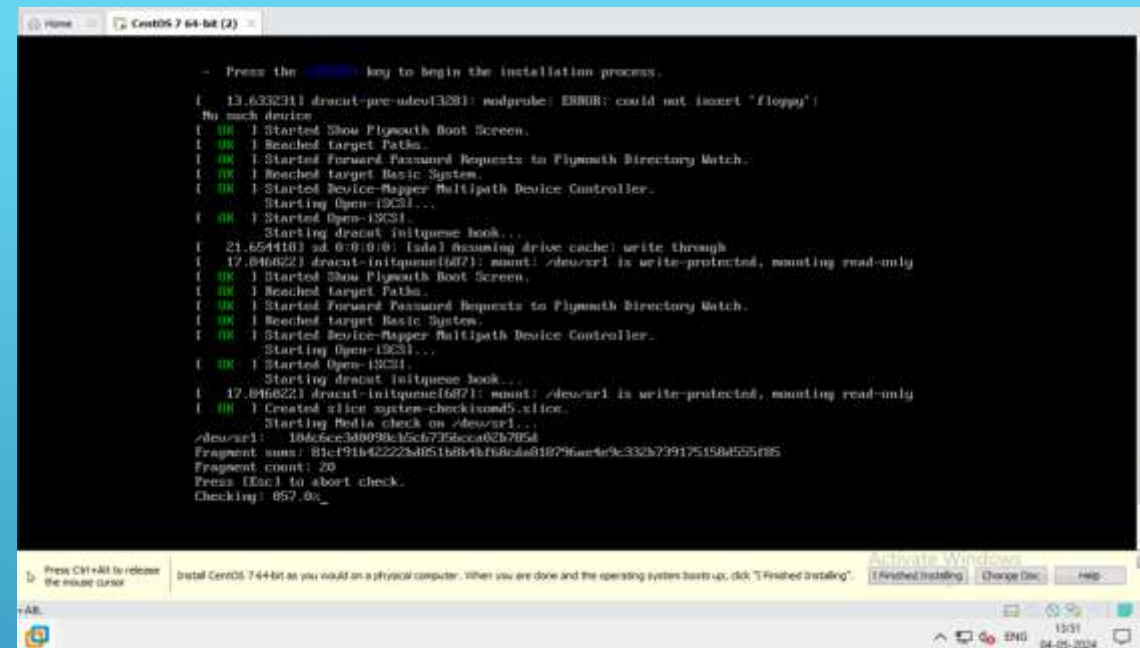 Home
CentOS 7 64-bit (2)
- Press the <ENTER> key to begin the installation process.
[ 13.633231] dracut-pre-udev[328]: modprobe: ERROR: could not insert "floppy":
No such device
[ OK ] Started Show Plymouth Boot Screen.
[ OK ] Reached target Paths.
[ OK ] Started Forward Password Requests to Plymouth Directory Watch.
[ OK ] Reached target Basic System.
[ OK ] Started Device-Mapper Multipath Device Controller.
Starting Open-iSCSI...
[ OK ] Started Open-iSCSI.
Starting dracut initqueue hook...
[ 21.654418] sd 0:0:0:0: [sda] Assuming drive cache: write through
[ 17.846822] dracut-initqueue[687]: mount: /dev/sr1 is write-protected, mounting read-only
[ OK ] Started Show Plymouth Boot Screen.
[ OK ] Reached target Paths.
[ OK ] Started Forward Password Requests to Plymouth Directory Watch.
[ OK ] Reached target Basic System.
[ OK ] Started Device-Mapper Multipath Device Controller.
Starting Open-iSCSI...
[ OK ] Started Open-iSCSI.
Starting dracut initqueue hook...
[ 17.846822] dracut-initqueue[687]: mount: /dev/sr1 is write-protected, mounting read-only
[ OK ] Created slice system-checkisomd5.slice.
Starting Media check on /dev/sr1...
/dev/sr1:
Fragment sums:
Fragment count: 20
Press [Esc] to abort check.
Checking: 057.0%_
Activate Windows
Press Ctrl+Alt to release
the mouse cursor
Install CentOS 7 64-bit as you would on a physical computer. When you are done and the operating system boots up, click "I Finished Installing".
I Finished Installing
Change Disc
Help
+Alt.
ENG
13:51
04-05-2024